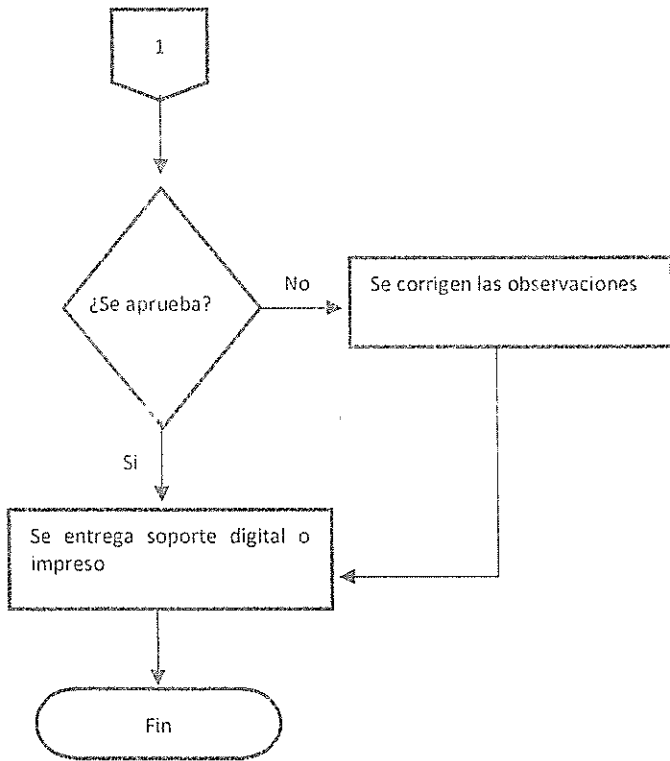 1
¿Se aprueba?
No
Se corrigen las observaciones
Si
Se entrega soporte digital o
impreso
Fin